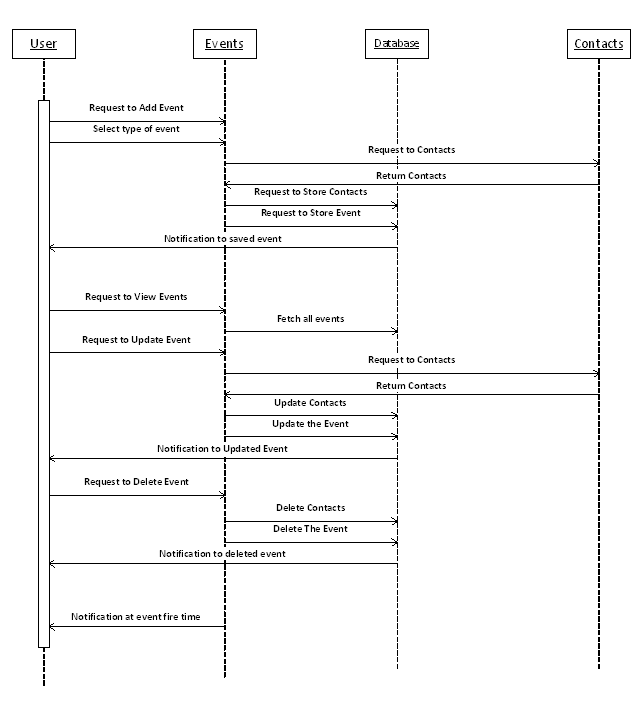 User
Events
Database
Contacts
Request to Add Event
Select type of event
Request to Contacts
Return Contacts
Request to Store Contacts
Request to Store Event
Notification to saved event
Request to View Events
Fetch all events
Request to Update Event
Request to Contacts
Return Contacts
Update Contacts
Update the Event
Notification to Updated Event
Request to Delete Event
Delete Contacts
Delete The Event
Notification to deleted event
Notification at event fire time